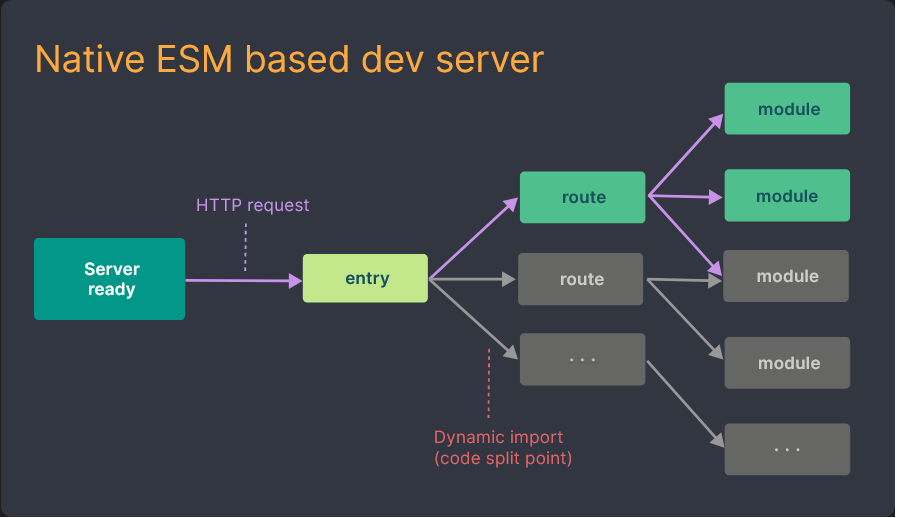 Native ESM based dev server
module
HTTP request
route
module
Server
ready
entry
route
module
· · ·
module
Dynamic import
(code split point)
· · ·